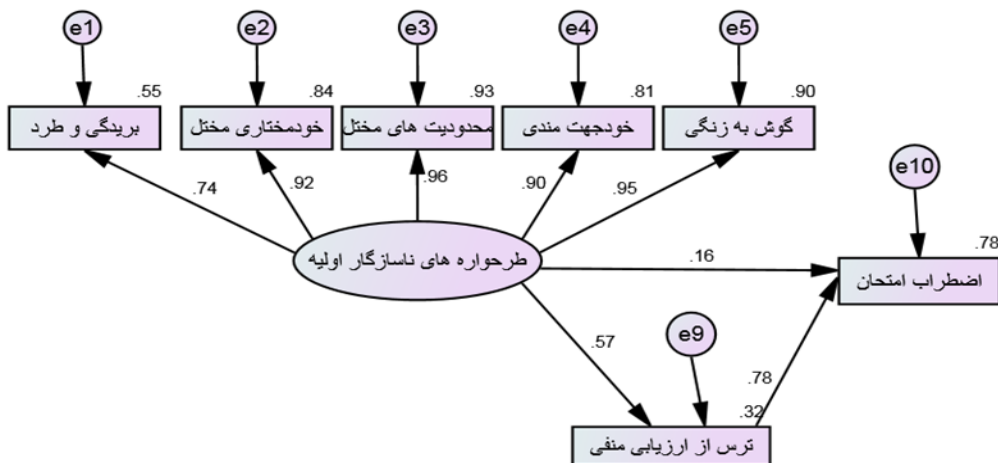 e1
e2
e3
e4
e5
.55
.84
.93
.81
.90
بریدگی و طرد
خودمختاری مختل
محدودیت های مختل
خودجهت مندی
گوش به زنگی
.74
.92
.96
.90
.95
e10
.78
طرحواره های ناسازگار اولیه
.16
اضطراب امتحان
.57
e9
.78
.32
ترس از ارزیابی منفی